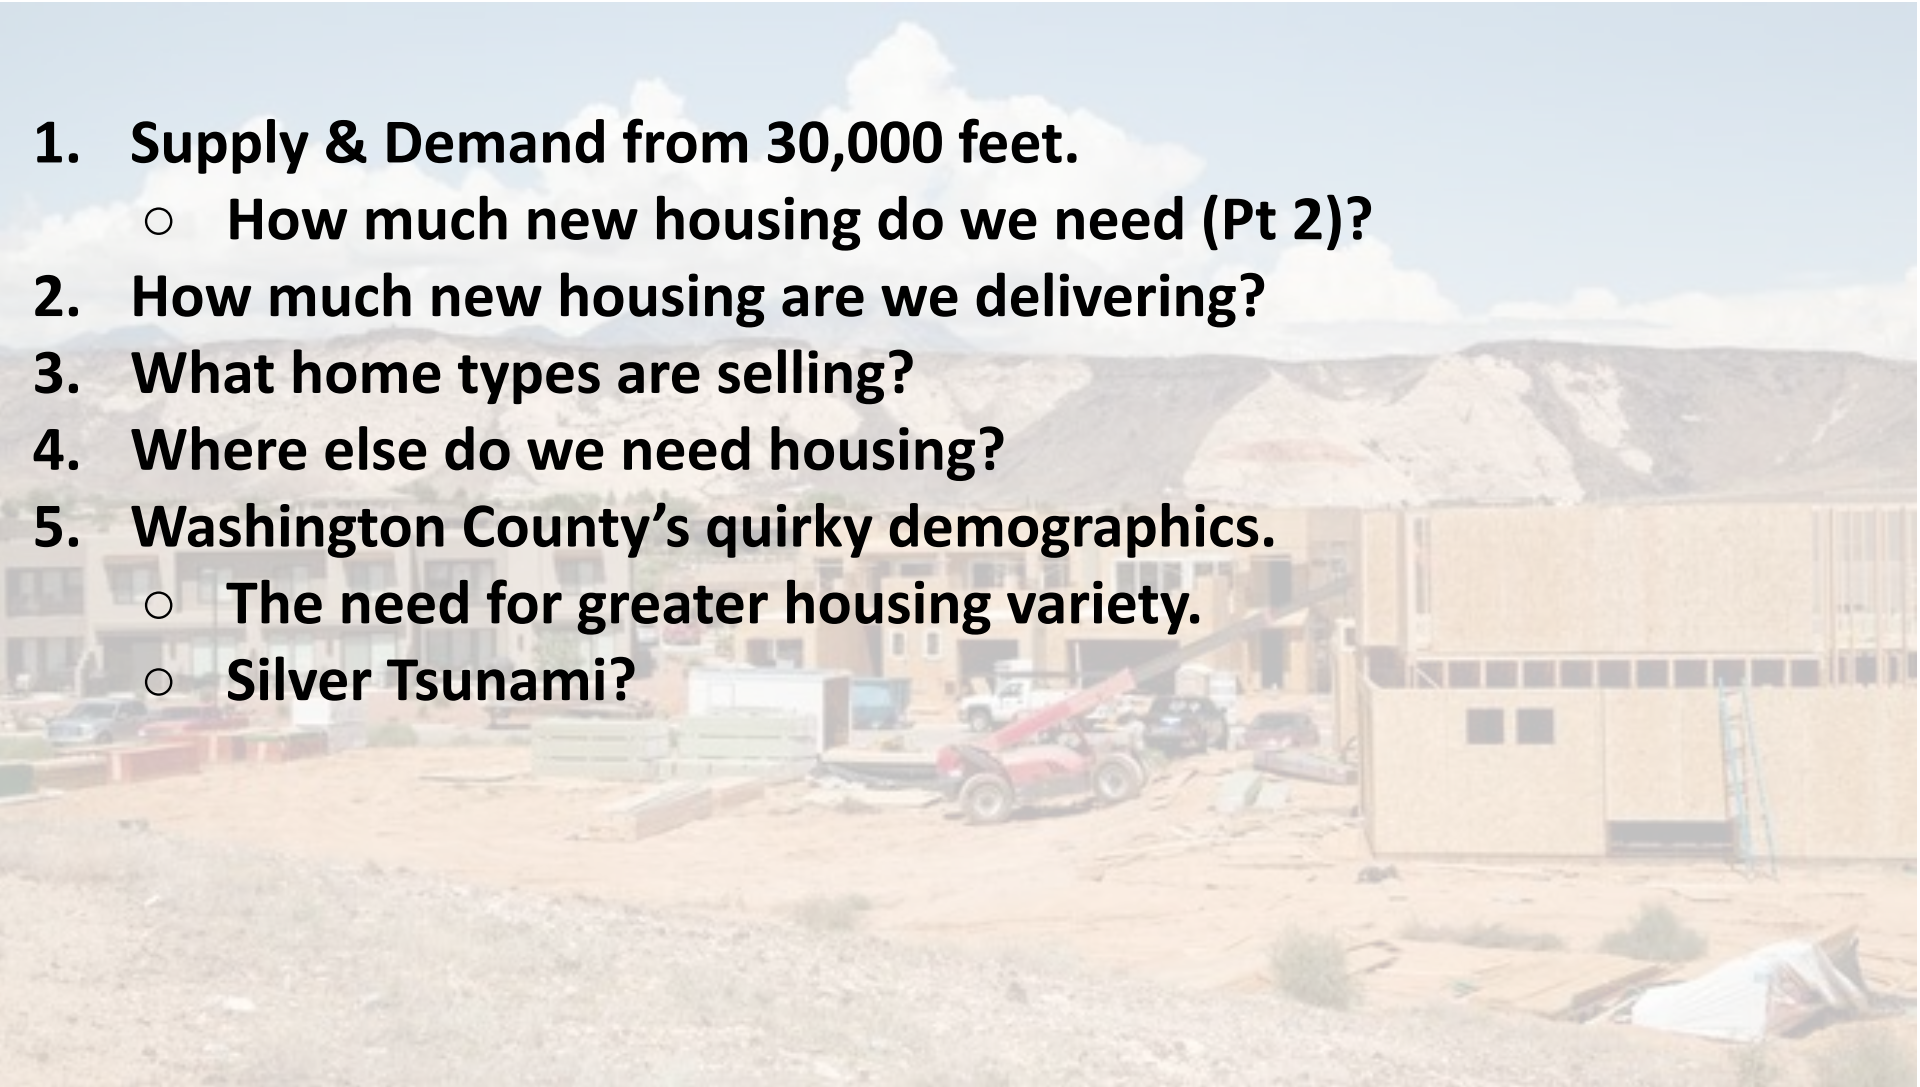 1. Supply & Demand from 30,000 feet.
○ How much new housing do we need (Pt 2)?
2. How much new housing are we delivering?
3. What home types are selling?
4. Where else do we need housing?
5. Washington County’s quirky demographics.
○ The need for greater housing variety.
○ Silver Tsunami?